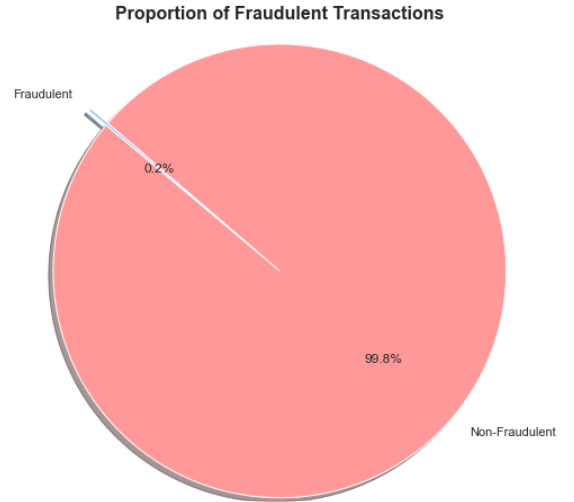 Proportion of Fraudulent Transactions
Fraudulent
0.2%
99.8%
Non-Fraudulent